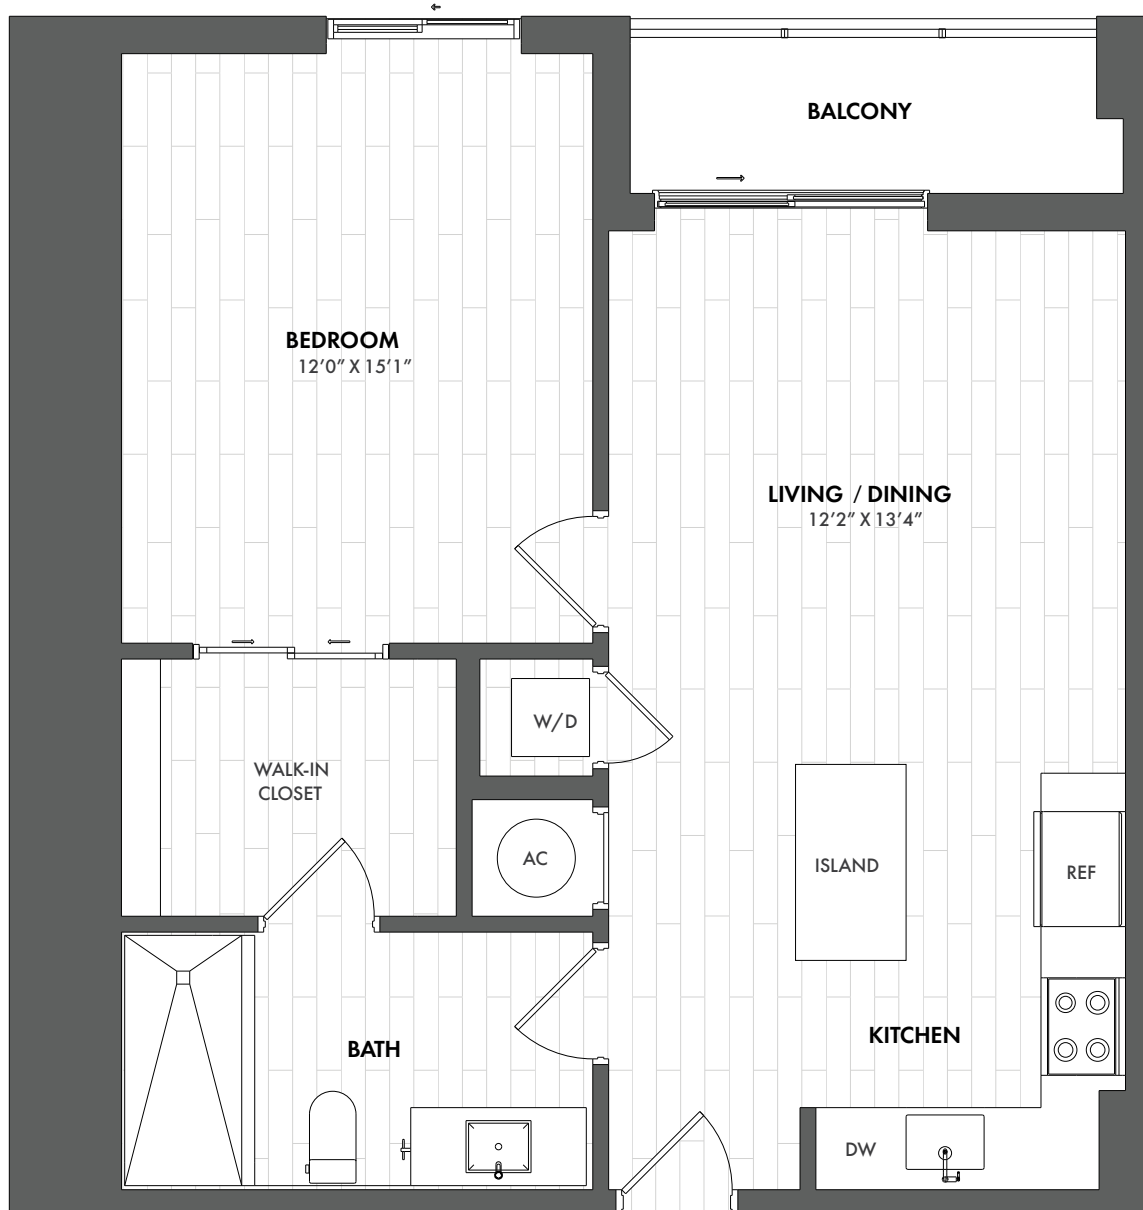 BALCONY
BEDROOM
12’0” X 15’1”
LIVING / DINING
12’2” X 13’4”
W/D
WALK-IN
CLOSET
AC
ISLAND
REF
KITCHEN
BATH
DW